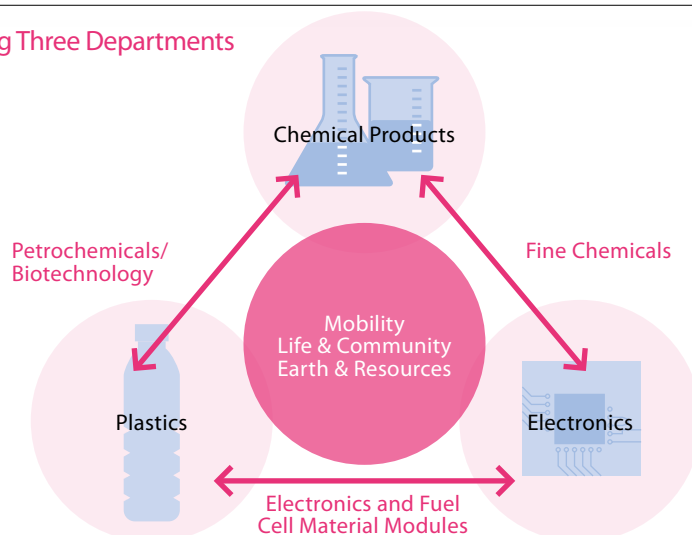 Three Departments
Chemical Products
Petrochemicals/
Biotechnology
Fine Chemicals
Mobility
Life & Community
Earth & Resources
Plastics
Electronics
Electronics and Fuel
Cell Material Modules